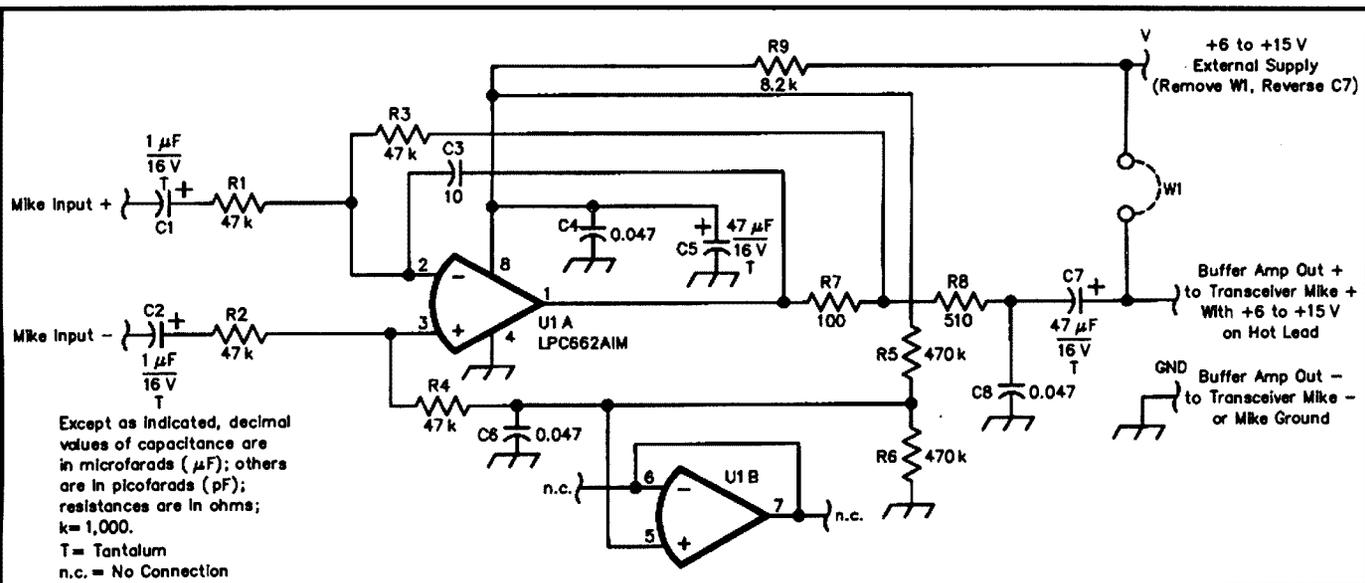 R9
8.2k
V
+6 to +15 V
External Supply
(Remove W1, Reverse C7)
R3
47 k
1 µF
16 V
T
C3
10
Mike Input +
+
C1
R1
47 k
W1
C4
0.047
+
C5
47 µF
16 V
T
2
−
8
1
3
+
4
U1A
LPC662AIM
R7
100
R8
510
C7
+
47 µF
16 V
T
Buffer Amp Out +
to Transceiver Mike +
With +6 to +15 V
on Hot Lead
Mike Input −
C2
+
1 µF
16 V
T
R2
47 k
R5
470 k
C8
0.047
GND
Buffer Amp Out −
to Transceiver Mike −
or Mike Ground
R4
47 k
C6
0.047
R6
470 k
n.c.
6
−
U1B
7
n.c.
5
+
Except as indicated, decimal
values of capacitance are
in microfarads ( µF); others
are in picofarads (pF);
resistances are in ohms;
k= 1,000.
T= Tantalum
n.c. = No Connection